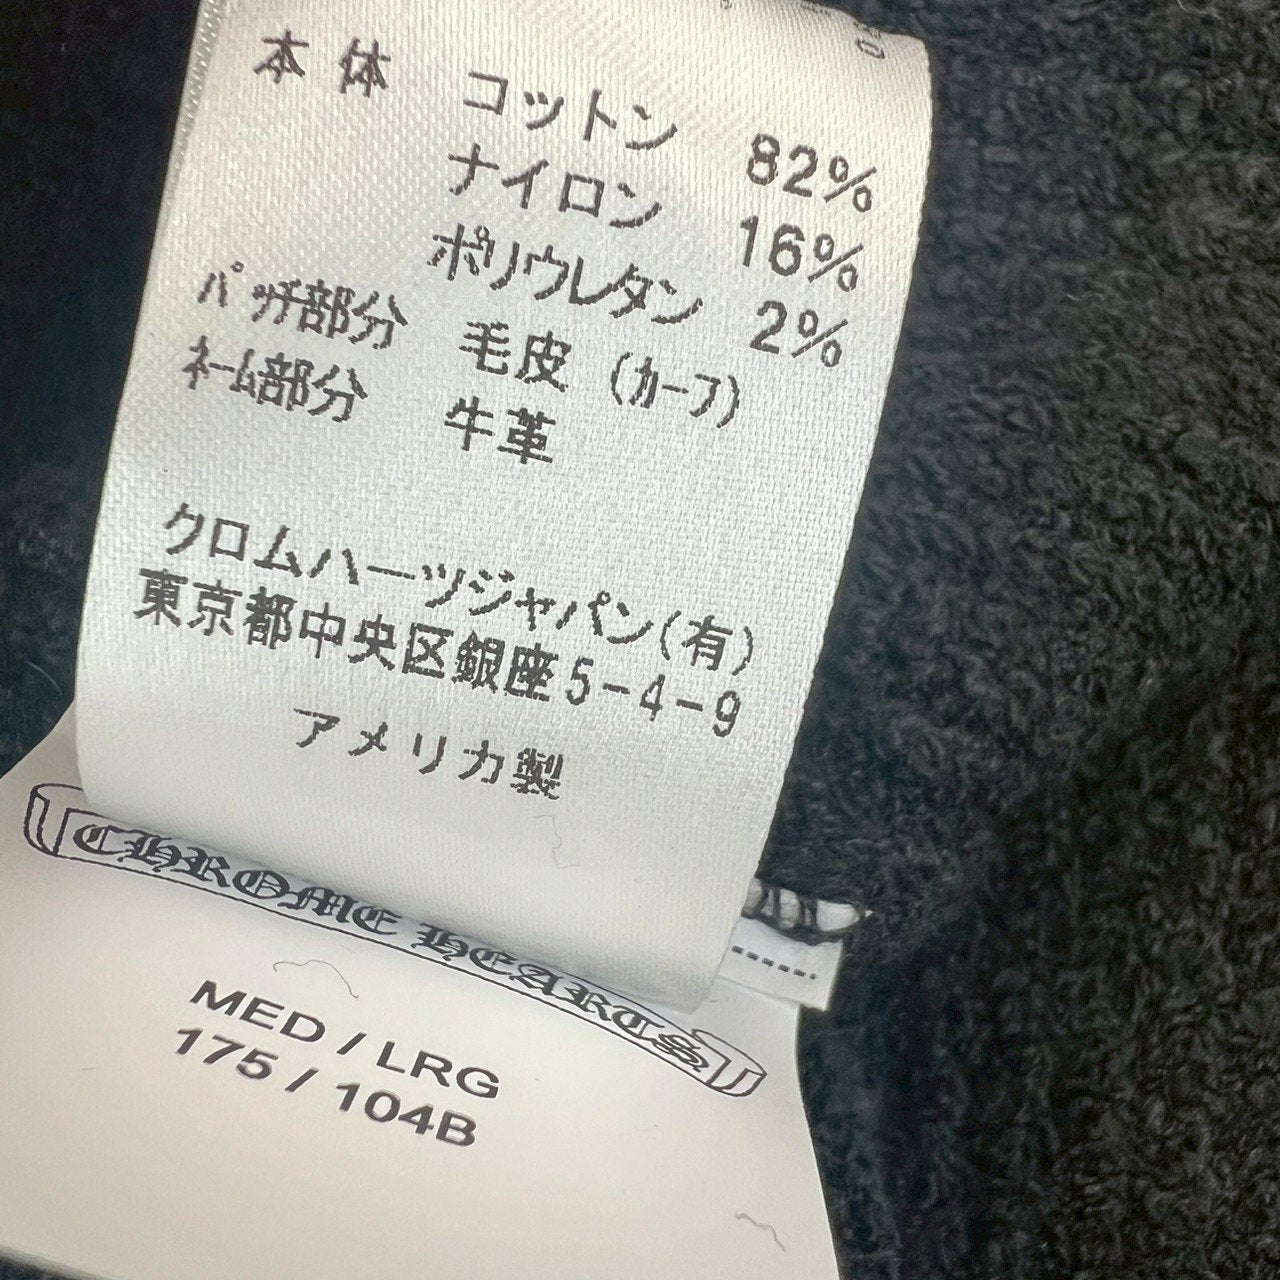 本体 コットン 82%
ナイロン 16%
ポリウレタン 2%
ﾊﾟｯﾁ部分 毛皮 (ｶｰﾌ)
ﾈｰﾑ部分 牛革
クロムハーツジャパン(有)
東京都中央区銀座5-4-9
アメリカ製
CHROME HEARTS
MED / LRG
175 / 104B